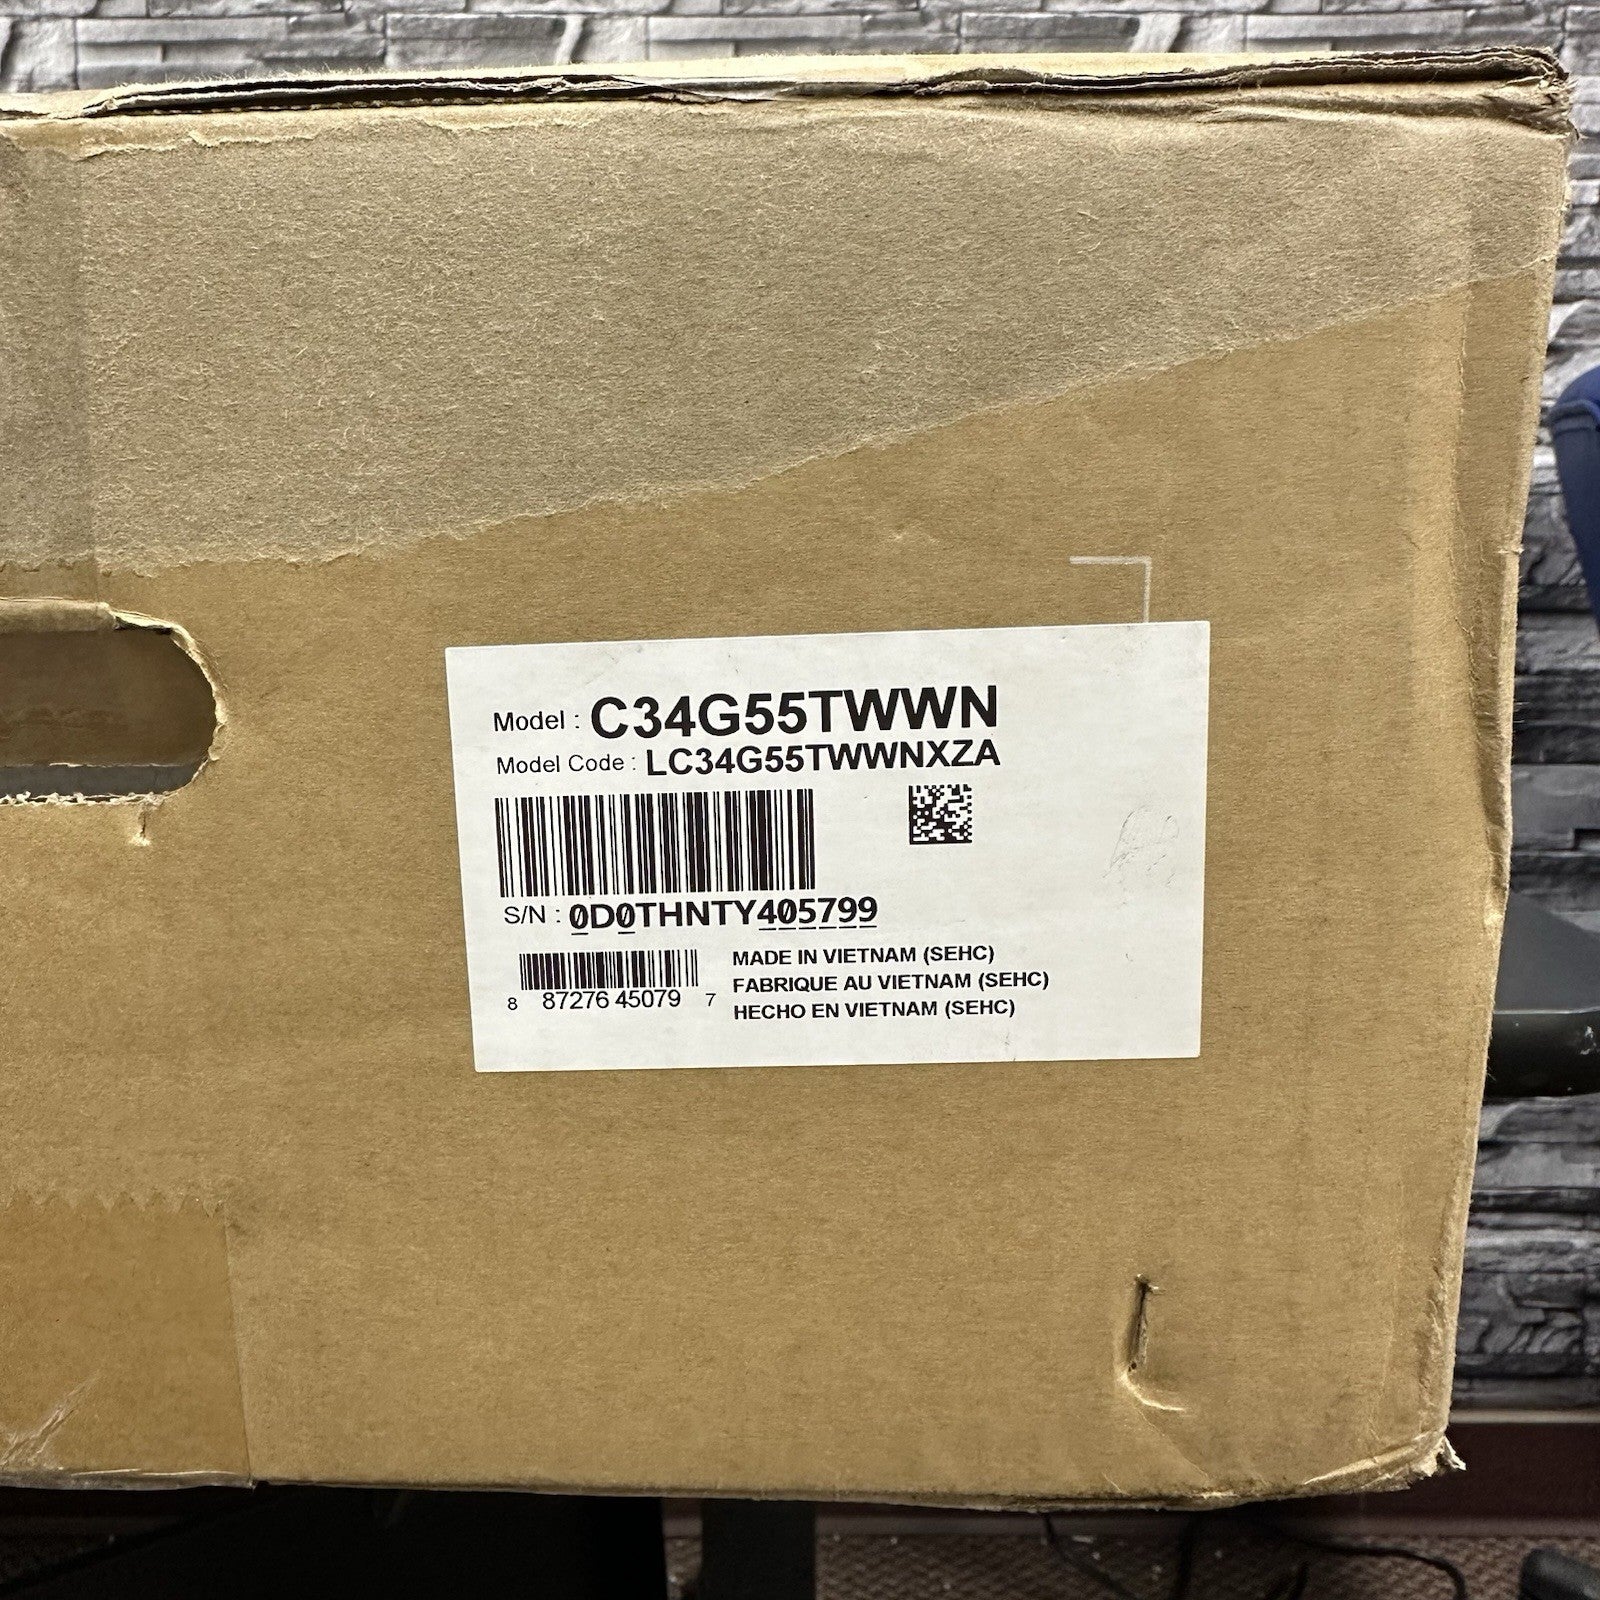 Model : C34G55TWWN
Model Code : LC34G55TWWNXZA
S/N : 0D0THNTY405799
8 87276 45079 7
MADE IN VIETNAM (SEHC)
FABRIQUE AU VIETNAM (SEHC)
HECHO EN VIETNAM (SEHC)